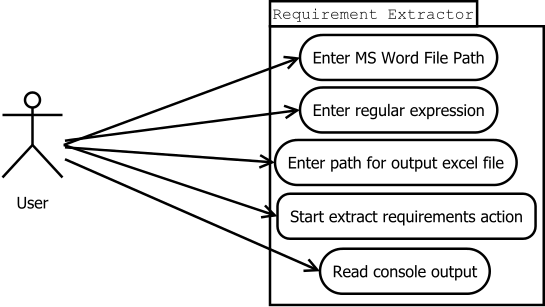 Requirement Extractor
Enter MS Word File Path
Enter regular expression
Enter path for output excel file
User
Start extract requirements action
Read console output